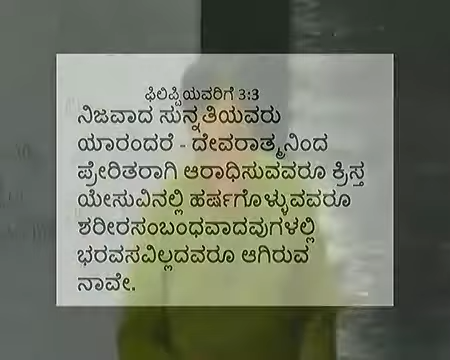 ಫಿಲಿಪ್ಪಿಯವರಿಗೆ 3:3
ನಿಜವಾದ ಸುನ್ನತಿಯವರು
ಯಾರಂದರೆ - ದೇವರಾತ್ಮನಿಂದ
ಪ್ರೇರಿತರಾಗಿ ಆರಾಧಿಸುವವರೂ ಕ್ರಿಸ್ತ
ಯೇಸುವಿನಲ್ಲಿ ಹರ್ಷಗೊಳ್ಳುವವರೂ
ಶರೀರಸಂಬಂಧವಾದವುಗಳಲ್ಲಿ
ಭರವಸವಿಲ್ಲದವರೂ ಆಗಿರುವ
ನಾವೇ.